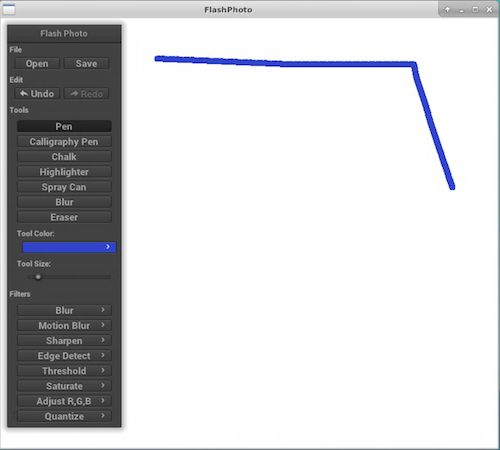 FlashPhoto
Flash Photo
File
Open Save
Edit
Undo Redo
Tools
Pen
Calligraphy Pen
Chalk
Highlighter
Spray Can
Blur
Eraser
Tool Color:
Tool Size:
Filters
Blur
Motion Blur
Sharpen
Edge Detect
Threshold
Saturate
Adjust R,G,B
Quantize